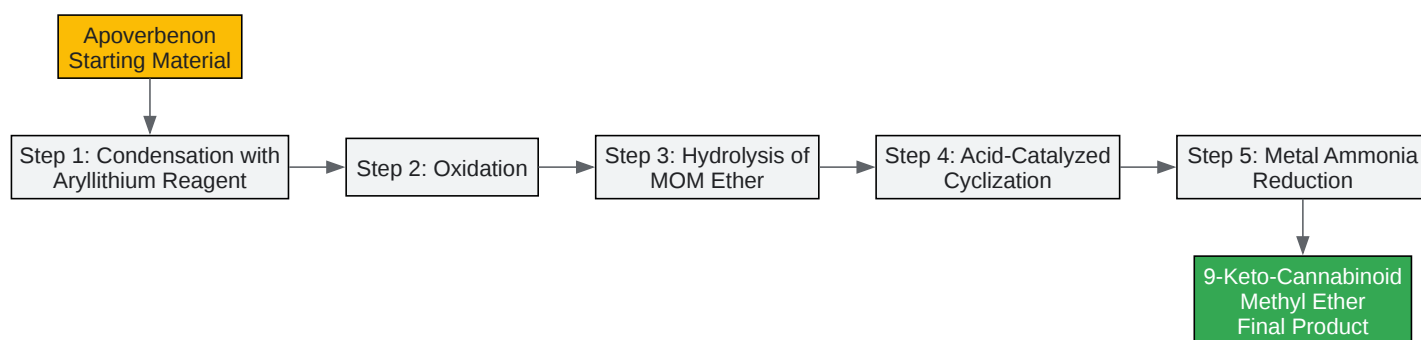 Apoverbenon
Starting Material
Step 1: Condensation with
Aryllithium Reagent
Step 2: Oxidation
Step 3: Hydrolysis of
MOM Ether
Step 4: Acid-Catalyzed
Cyclization
Step 5: Metal Ammonia
Reduction
9-Keto-Cannabinoid
Methyl Ether
Final Product